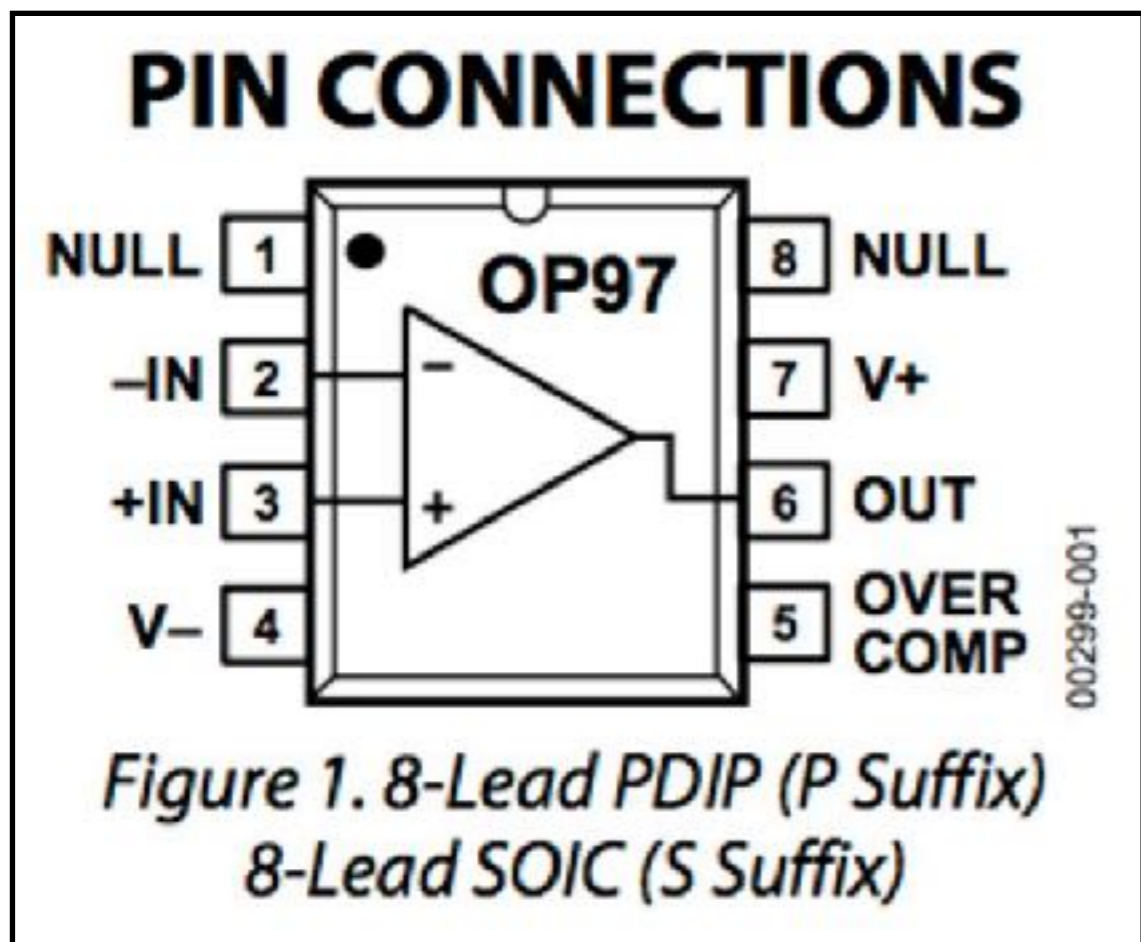 PIN CONNECTIONS
NULL 1
–IN 2
+IN 3
V– 4
OP97
–
+
8 NULL
7 V+
6 OUT
5 OVER
COMP
00299-001
Figure 1. 8-Lead PDIP (P Suffix)
8-Lead SOIC (S Suffix)